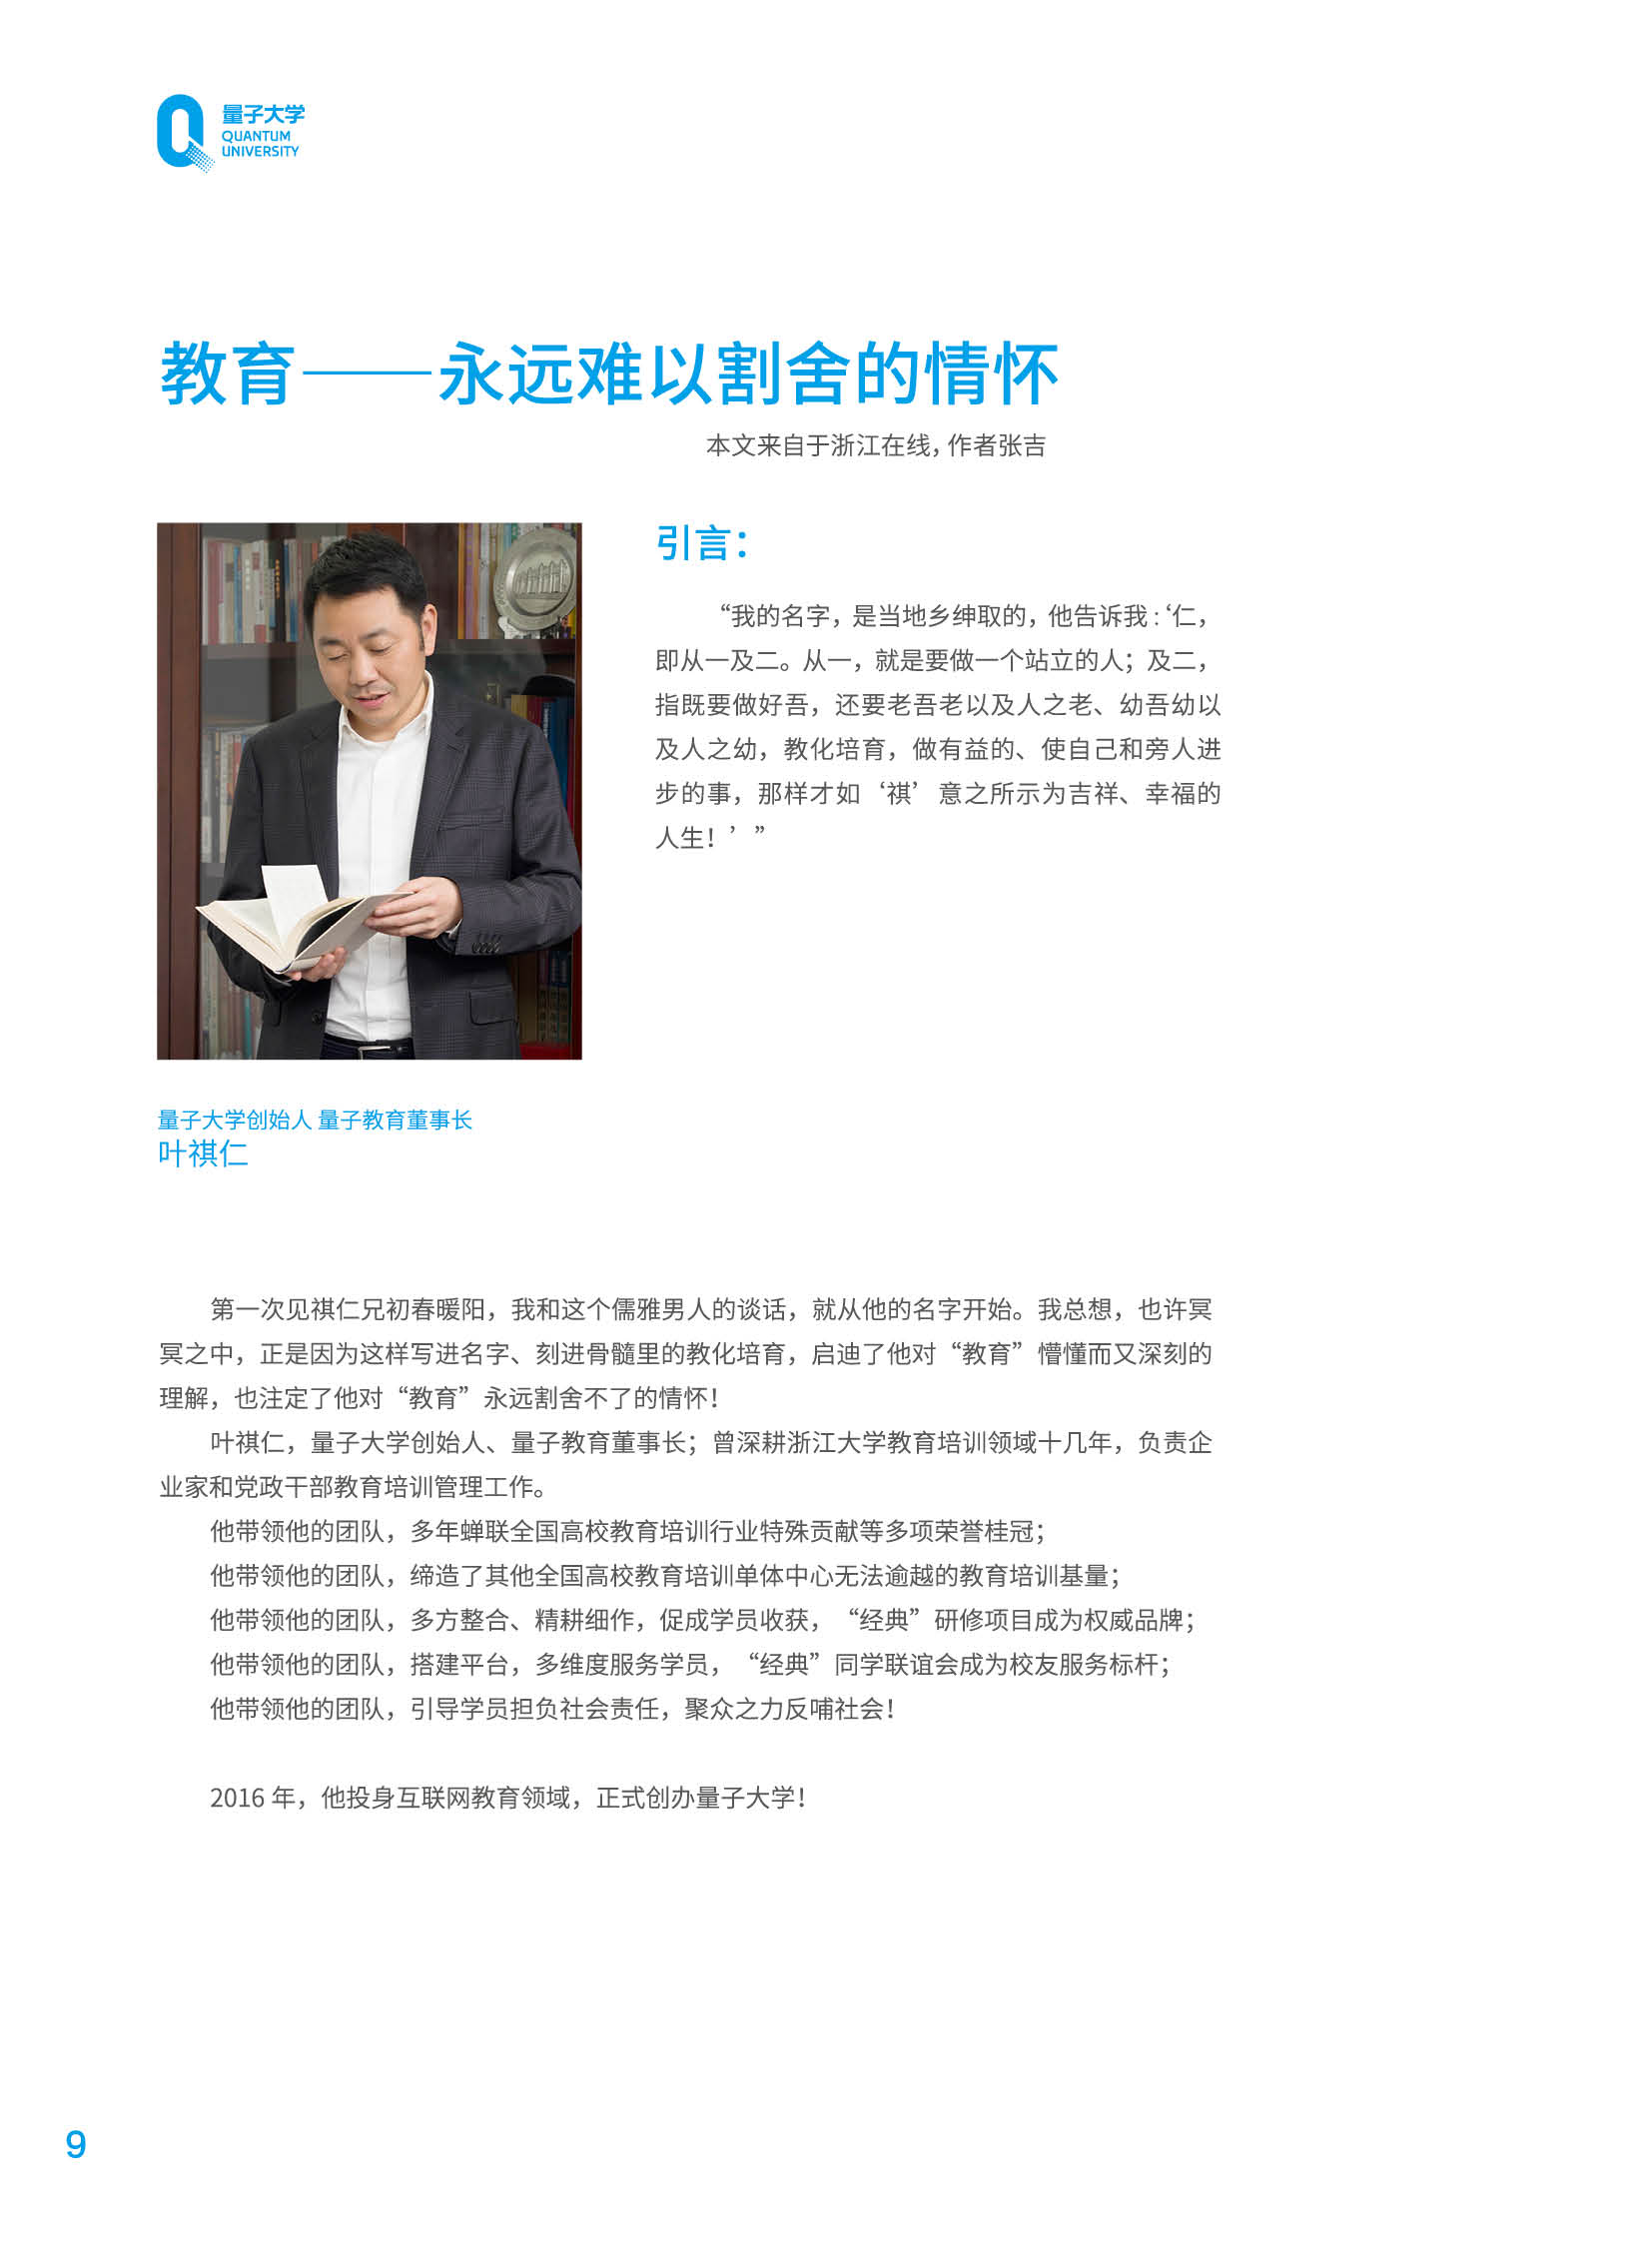 量子大学
QUANTUM
UNIVERSITY
教育——永远难以割舍的情怀
本文来自于浙江在线，作者张吉
引言：
“我的名字，是当地乡绅取的，他告诉我：‘仁，
即从一及二。从一，就是要做一个站立的人；及二，
指既要做好吾，还要老吾老以及人之老、幼吾幼以
及人之幼，教化培育，做有益的、使自己和旁人进
步的事，那样才如‘祺’意之所示为吉祥、幸福的
人生！’”
量子大学创始人 量子教育董事长
叶祺仁
第一次见祺仁兄初春暖阳，我和这个儒雅男人的谈话，就从他的名字开始。我总想，也许冥
冥之中，正是因为这样写进名字、刻进骨髓里的教化培育，启迪了他对“教育”懵懂而又深刻的
理解，也注定了他对“教育”永远割舍不了的情怀！
叶祺仁，量子大学创始人、量子教育董事长；曾深耕浙江大学教育培训领域十几年，负责企
业家和党政干部教育培训管理工作。
他带领他的团队，多年蝉联全国高校教育培训行业特殊贡献等多项荣誉桂冠；
他带领他的团队，缔造了其他全国高校教育培训单体中心无法逾越的教育培训基量；
他带领他的团队，多方整合、精耕细作，促成学员收获，“经典”研修项目成为权威品牌；
他带领他的团队，搭建平台，多维度服务学员，“经典”同学联谊会成为校友服务标杆；
他带领他的团队，引导学员担负社会责任，聚众之力反哺社会！
2016 年，他投身互联网教育领域，正式创办量子大学！
9